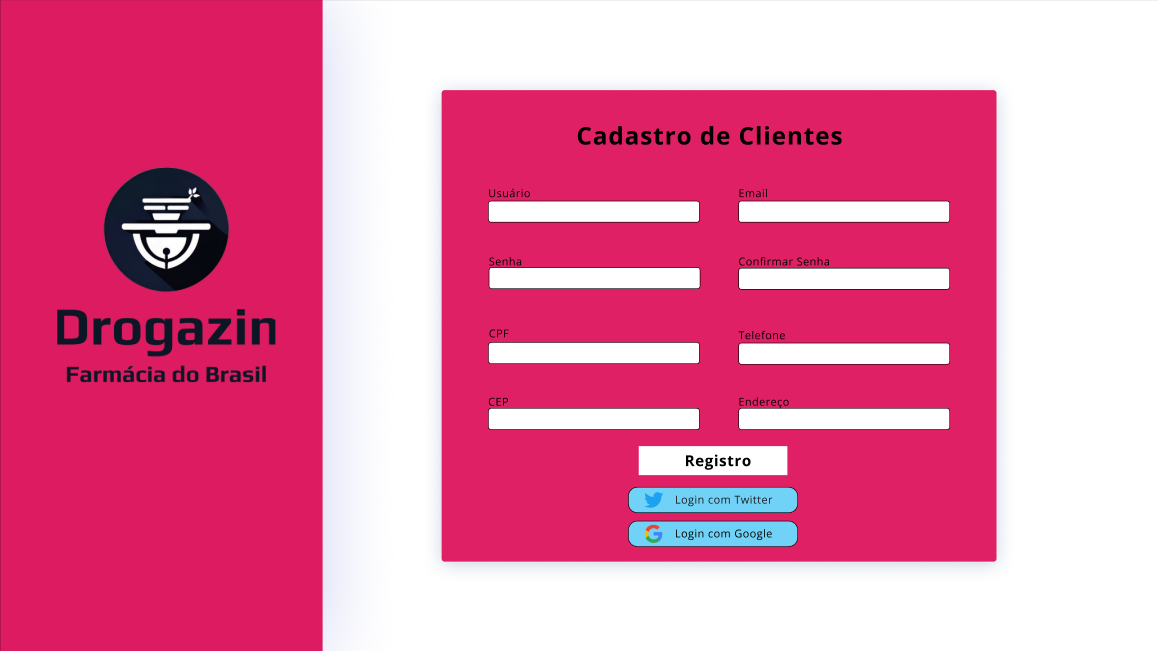 Drogazin
Farmácia do Brasil
Cadastro de Clientes
Usuário
Email
Senha
Confirmar Senha
CPF
Telefone
CEP
Endereço
Registro
Login com Twitter
Login com Google